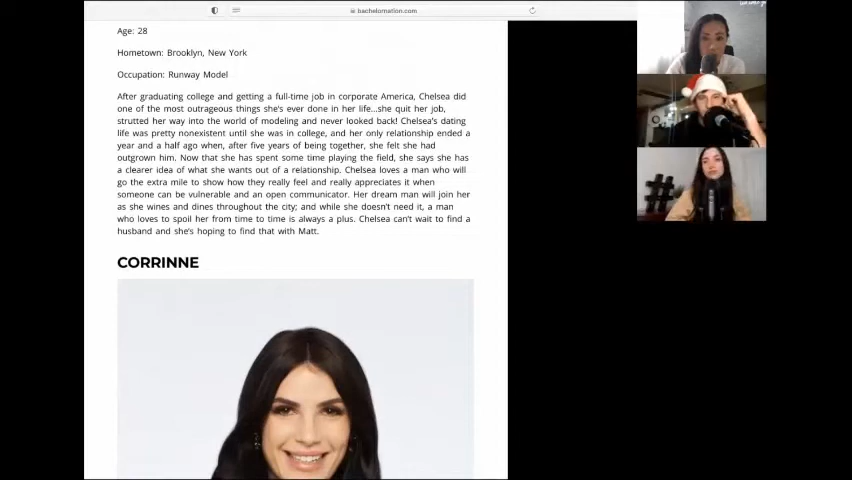 bachelornation.com
Age: 28
Hometown: Brooklyn, New York
Occupation: Runway Model
After graduating college and getting a full-time job in corporate America, Chelsea did
one of the most outrageous things she's ever done in her life...she quit her job,
strutted her way into the world of modeling and never looked back! Chelsea's dating
life was pretty nonexistent until she was in college, and her only relationship ended a
year and a half ago when, after five years of being together, she felt she had
outgrown him. Now that she has spent some time playing the field, she says she has
a clearer idea of what she wants out of a relationship. Chelsea loves a man who will
go the extra mile to show how they really feel and really appreciates it when
someone can be vulnerable and an open communicator. Her dream man will join her
as she wines and dines throughout the city; and while she doesn't need it, a man
who loves to spoil her from time to time is always a plus. Chelsea can't wait to find a
husband and she's hoping to find that with Matt.
CORRINNE